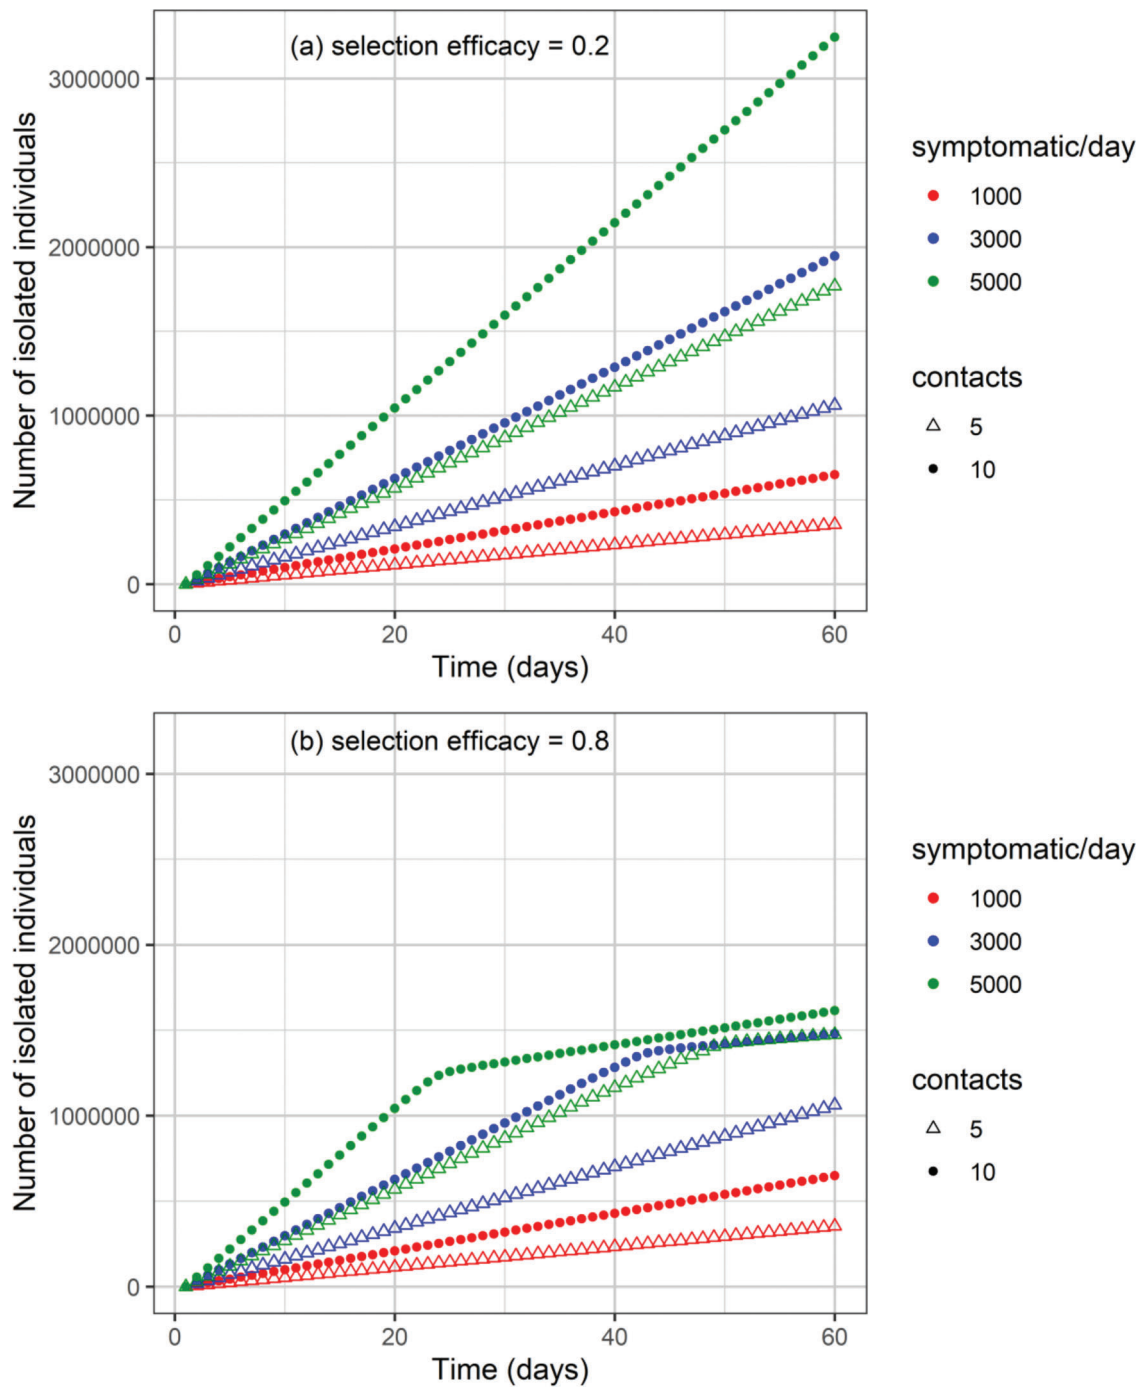 (a) selection efficacy = 0.2
Number of isolated individuals
3000000
2000000
1000000
0
0 20 40 60
Time (days)
symptomatic/day
1000
3000
5000
contacts
5
10
(b) selection efficacy = 0.8
Number of isolated individuals
3000000
2000000
1000000
0
0 20 40 60
Time (days)
symptomatic/day
1000
3000
5000
contacts
5
10